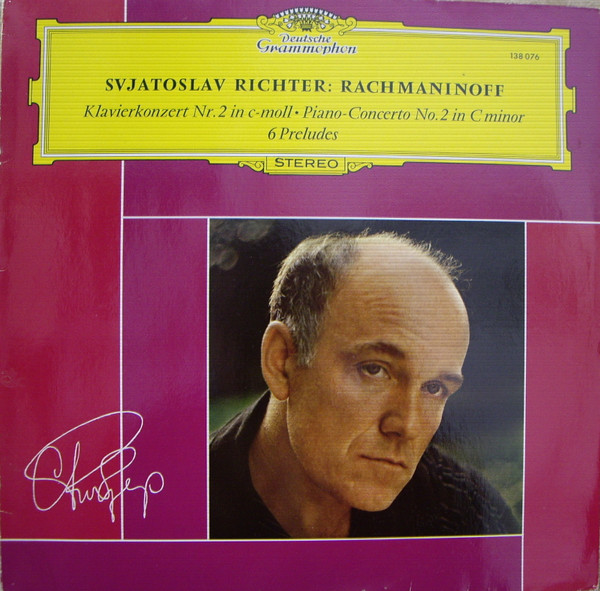 Deutsche
Grammophon
138 076
SVJATOSLAV RICHTER: RACHMANINOFF
Klavierkonzert Nr. 2 in c-moll • Piano-Concerto No. 2 in C minor
6 Preludes
STEREO